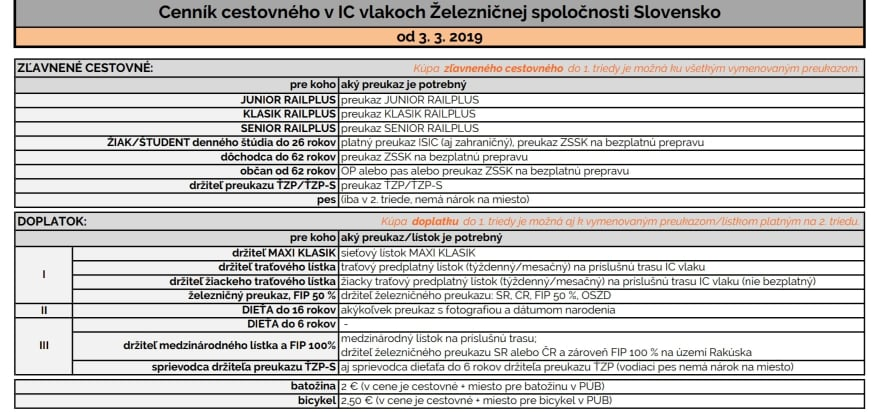 Cenník cestovného v IC vlakoch Železničnej spoločnosti Slovensko
od 3. 3. 2019
ZĽAVNENÉ CESTOVNÉ: Kúpa zľavneného cestovného do 1. triedy je možná ku všetkým vymenovaným preukazom.
pre koho aký preukaz je potrebný
JUNIOR RAILPLUS preukaz JUNIOR RAILPLUS
KLASIK RAILPLUS preukaz KLASIK RAILPLUS
SENIOR RAILPLUS preukaz SENIOR RAILPLUS
ŽIAK/ŠTUDENT denného štúdia do 26 rokov platný preukaz ISIC (aj zahraničný), preukaz ZSSK na bezplatnú prepravu
dôchodca do 62 rokov preukaz ZSSK na bezplatnú prepravu
občan od 62 rokov OP alebo pas alebo preukaz ZSSK na bezplatnú prepravu
držiteľ preukazu ŤZP/ŤZP-S preukaz ŤZP/ŤZP-S
pes (iba v 2. triede, nemá nárok na miesto)
DOPLATOK: Kúpa doplatku do 1. triedy je možná aj k vymenovaným preukazom/lístkom platným na 2. triedu.
pre koho aký preukaz/lístok je potrebný
I
držiteľ MAXI KLASIK sieťový lístok MAXI KLASIK
držiteľ traťového lístka traťový predplatný lístok (týždenný/mesačný) na príslušnú trasu IC vlaku
držiteľ žiackeho traťového lístka žiacky traťový predplatný lístok (týždenný/mesačný) na príslušnú trasu IC vlaku (nie bezplatný)
železničný preukaz, FIP 50 % držiteľ železničného preukazu: SR, ČR, FIP 50 %, OSŽD
II DIEŤA do 16 rokov akýkoľvek preukaz s fotografiou a dátumom narodenia
III
DIEŤA do 6 rokov -
držiteľ medzinárodného lístka a FIP 100% medzinárodný lístok na príslušnú trasu;
držiteľ železničného preukazu SR alebo ČR a zároveň FIP 100 % na území Rakúska
sprievodca držiteľa preukazu ŤZP-S aj sprievodca dieťaťa do 6 rokov držiteľa preukazu ŤZP (vodiaci pes nemá nárok na miesto)
batožina 2 € (v cene je cestovné + miesto pre batožinu v PÚB)
bicykel 2,50 € (v cene je cestovné + miesto pre bicykel v PÚB)